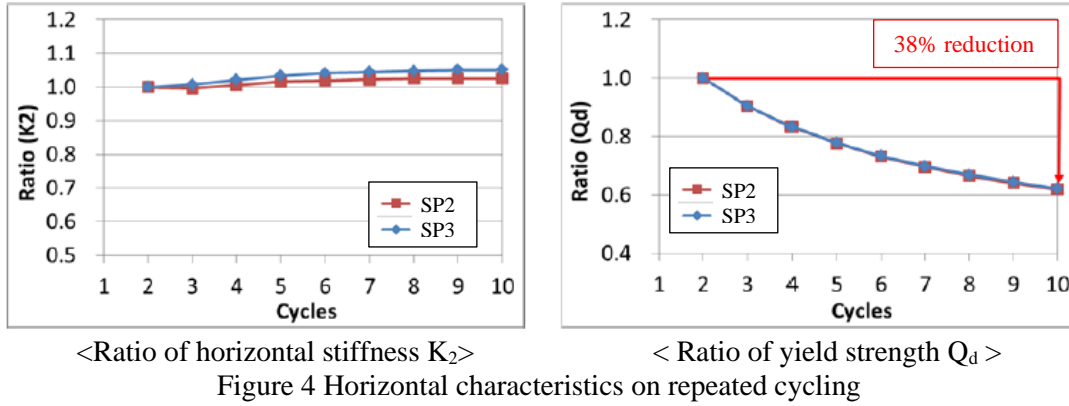 1.2
1.1
1.0
0.9
0.8
0.7
0.6
0.5
Ratio (K2)
SP2
SP3
1 2 3 4 5 6 7 8 9 10
Cycles
<Ratio of horizontal stiffness K₂>
1.2
1.0
0.8
0.6
0.4
Ratio (Qd)
38% reduction
SP2
SP3
1 2 3 4 5 6 7 8 9 10
Cycles
< Ratio of yield strength Q_d >
Figure 4 Horizontal characteristics on repeated cycling